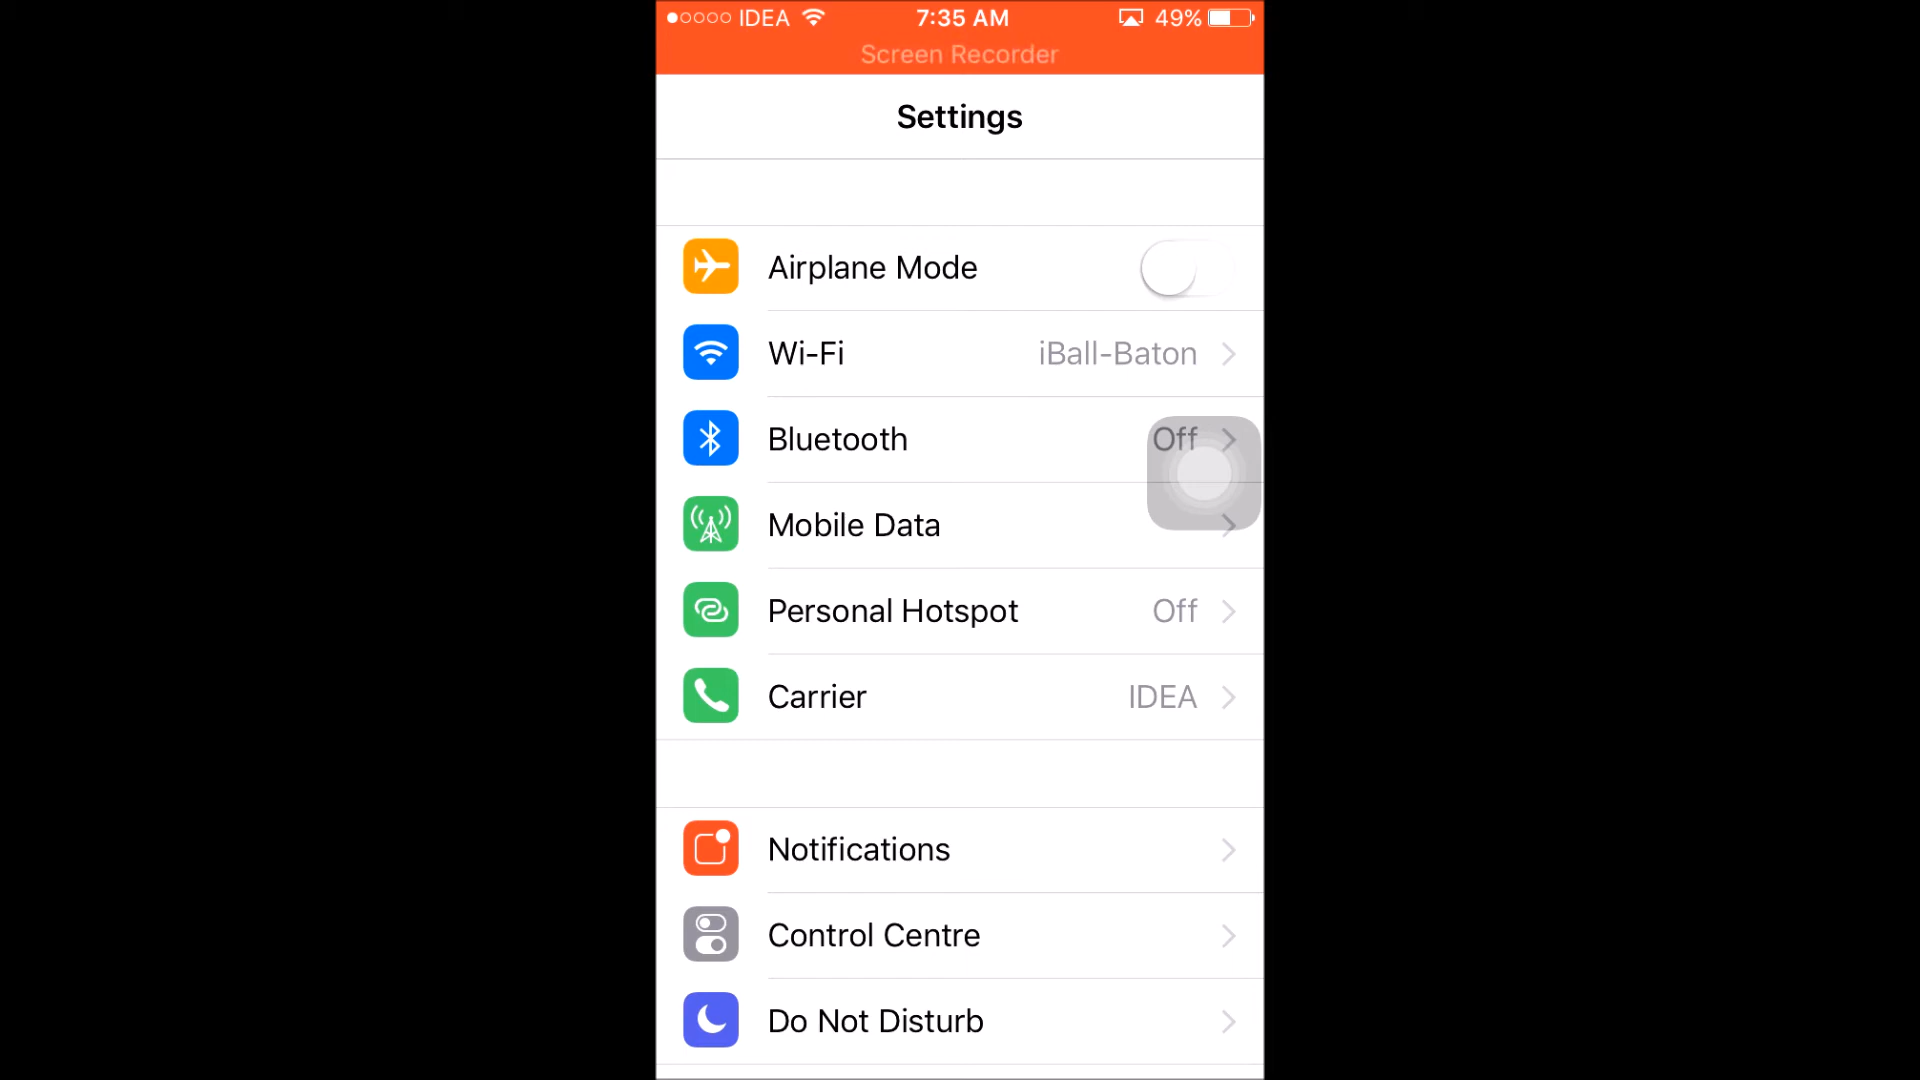 IDEA 7:35 AM 49%
Screen Recorder
Settings
Airplane Mode
Wi-Fi iBall-Baton
Bluetooth Off
Mobile Data
Personal Hotspot Off
Carrier IDEA
Notifications
Control Centre
Do Not Disturb